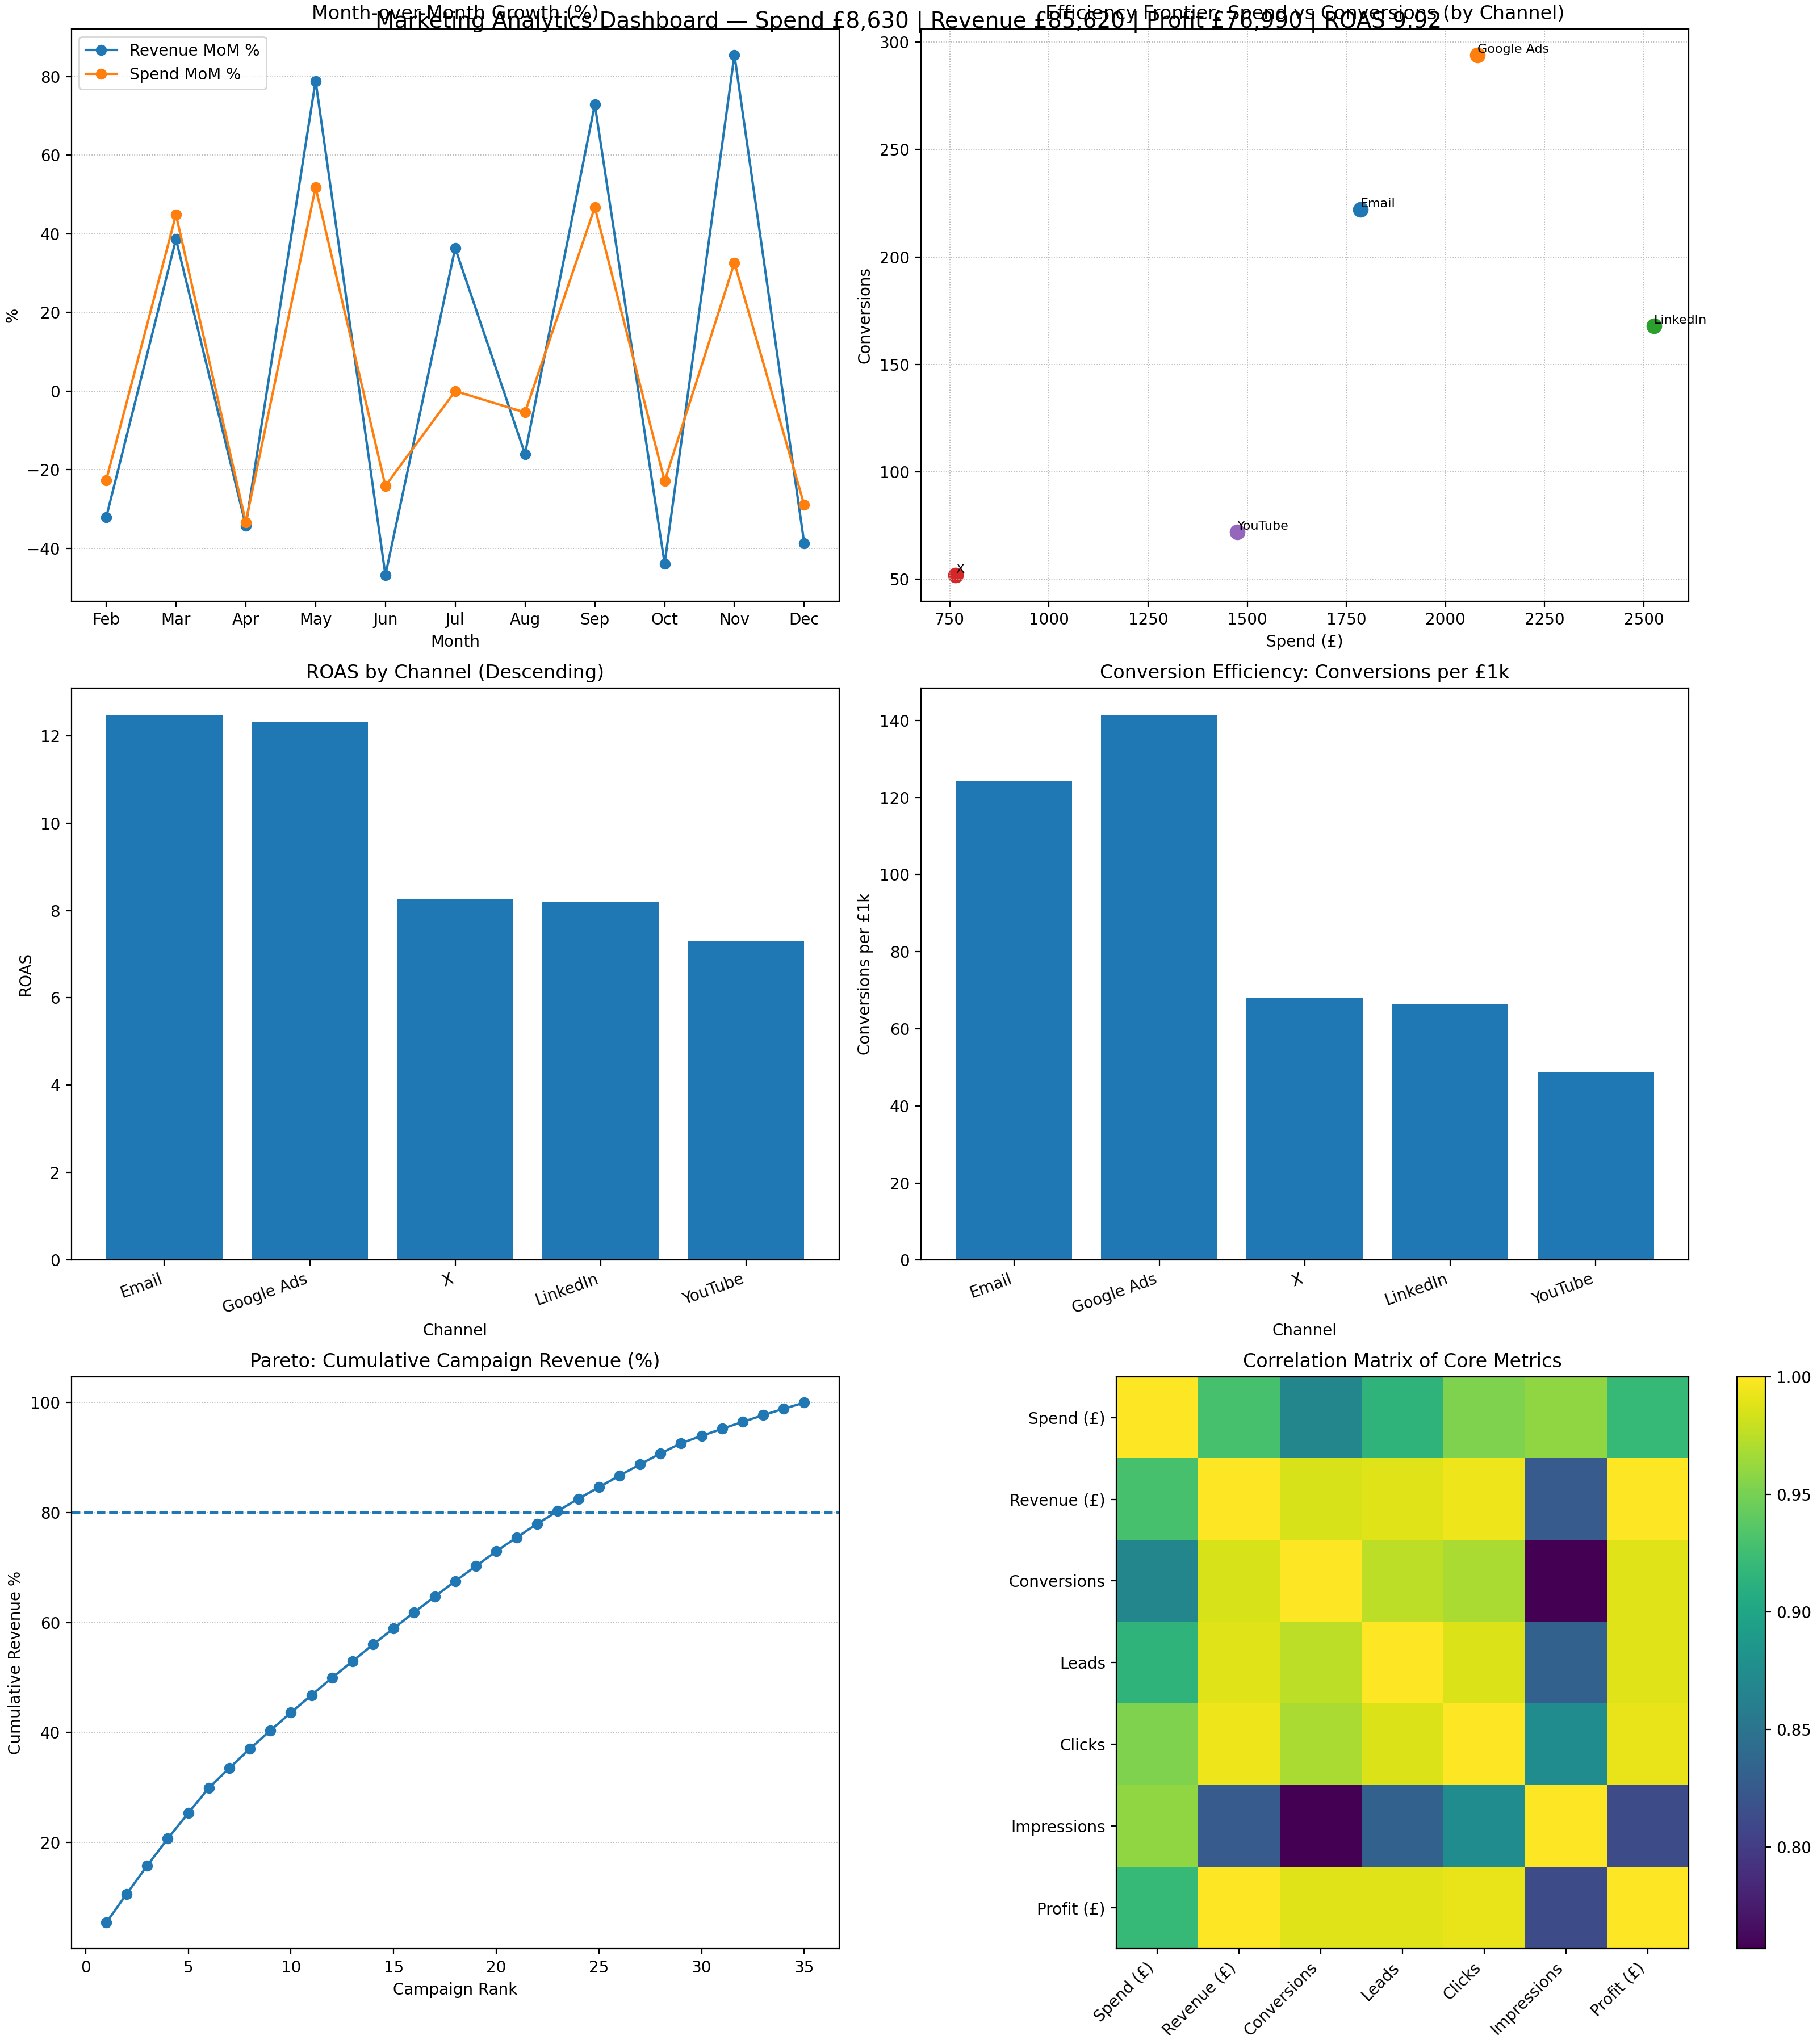 Marketing Analytics Dashboard — Spend £8,630 | Revenue £85,620 | Profit £76,990 | ROAS 9.92
Month-over-Month Growth (%)
Revenue MoM %
Spend MoM %
80
60
40
20
0
−20
−40
%
Feb Mar Apr May Jun Jul Aug Sep Oct Nov Dec
Month
Efficiency Frontier: Spend vs Conversions (by Channel)
300
250
200
150
100
50
Conversions
Google Ads
Email
LinkedIn
YouTube
X
750 1000 1250 1500 1750 2000 2250 2500
Spend (£)
ROAS by Channel (Descending)
12
10
8
6
4
2
0
ROAS
Email Google Ads X LinkedIn YouTube
Channel
Conversion Efficiency: Conversions per £1k
140
120
100
80
60
40
20
0
Conversions per £1k
Email Google Ads X LinkedIn YouTube
Channel
Pareto: Cumulative Campaign Revenue (%)
100
80
60
40
20
Cumulative Revenue %
0 5 10 15 20 25 30 35
Campaign Rank
Correlation Matrix of Core Metrics
Spend (£)
Revenue (£)
Conversions
Leads
Clicks
Impressions
Profit (£)
Spend (£) Revenue (£) Conversions Leads Clicks Impressions Profit (£)
1.00
0.95
0.90
0.85
0.80